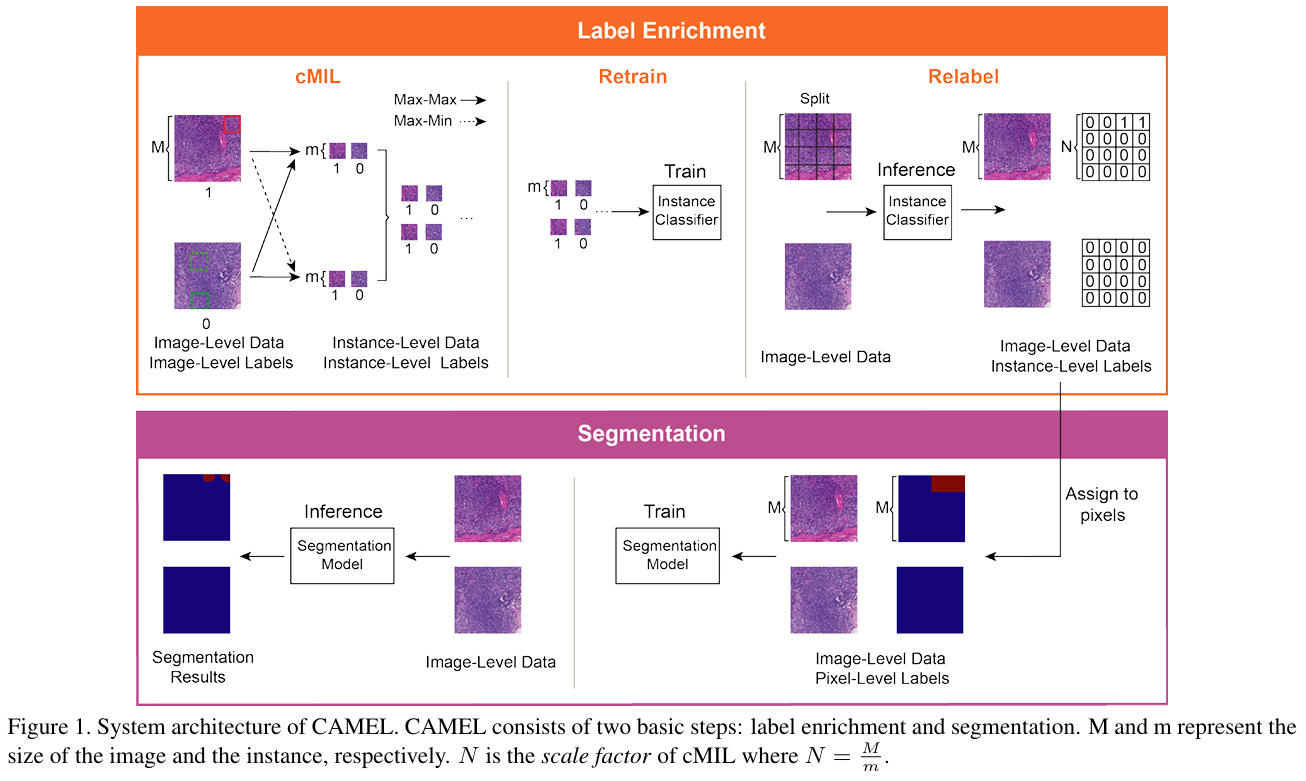 Label Enrichment
cMIL
Max-Max
Max-Min
M
1
0
m
1 0
m
1 0
1 0
1 0
...
Image-Level Data
Image-Level Labels
Instance-Level Data
Instance-Level Labels
Retrain
m
1 0
1 0
...
Train
Instance
Classifier
Relabel
Split
M
Inference
Instance
Classifier
M
N
0 0 1 1
0 0 0 0
0 0 0 0
0 0 0 0
0 0 0 0
0 0 0 0
0 0 0 0
0 0 0 0
Image-Level Data
Image-Level Data
Instance-Level Labels
Segmentation
Assign to
pixels
Inference
Segmentation
Model
Segmentation
Results
Image-Level Data
Train
Segmentation
Model
M
M
Image-Level Data
Pixel-Level Labels
Figure 1. System architecture of CAMEL. CAMEL consists of two basic steps: label enrichment and segmentation. M and m represent the
size of the image and the instance, respectively. N is the scale factor of cMIL where N = M/m.